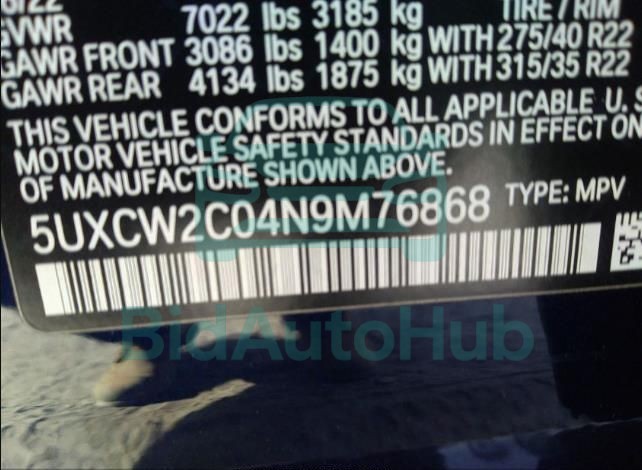 GVWR 7022 lbs 3185 kg TIRE / RIM
GAWR FRONT 3086 lbs 1400 kg WITH 275/40 R22
GAWR REAR 4134 lbs 1875 kg WITH 315/35 R22
THIS VEHICLE CONFORMS TO ALL APPLICABLE U. S
MOTOR VEHICLE SAFETY STANDARDS IN EFFECT ON
OF MANUFACTURE SHOWN ABOVE.
5UXCW2C04N9M76868 TYPE: MPV
BidAutoHub